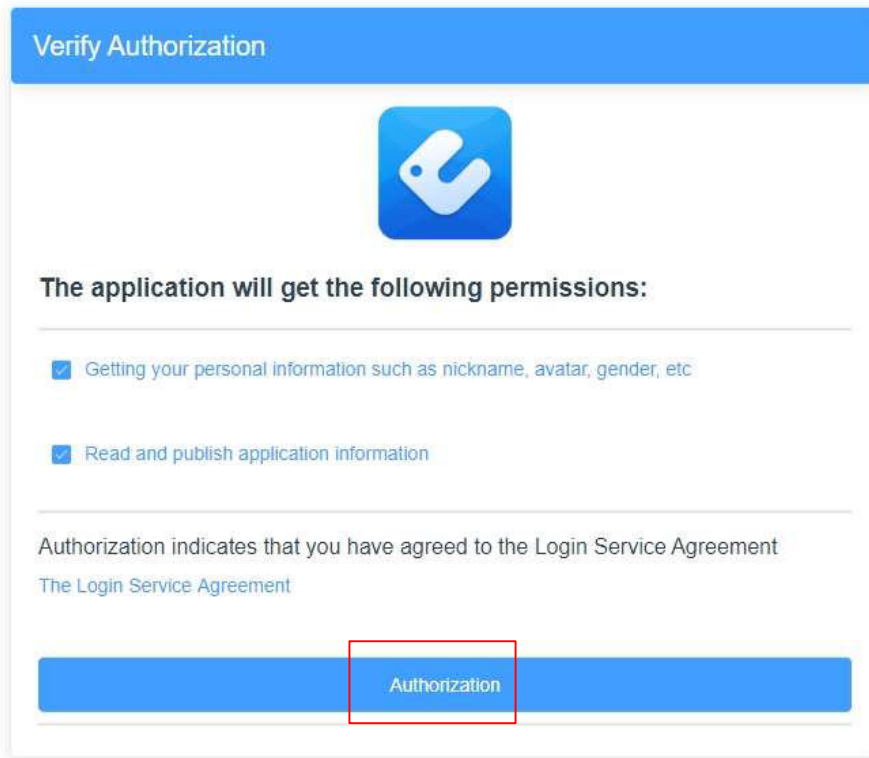 Verify Authorization
The application will get the following permissions:
Getting your personal information such as nickname, avatar, gender, etc
Read and publish application information
Authorization indicates that you have agreed to the Login Service Agreement
The Login Service Agreement
Authorization